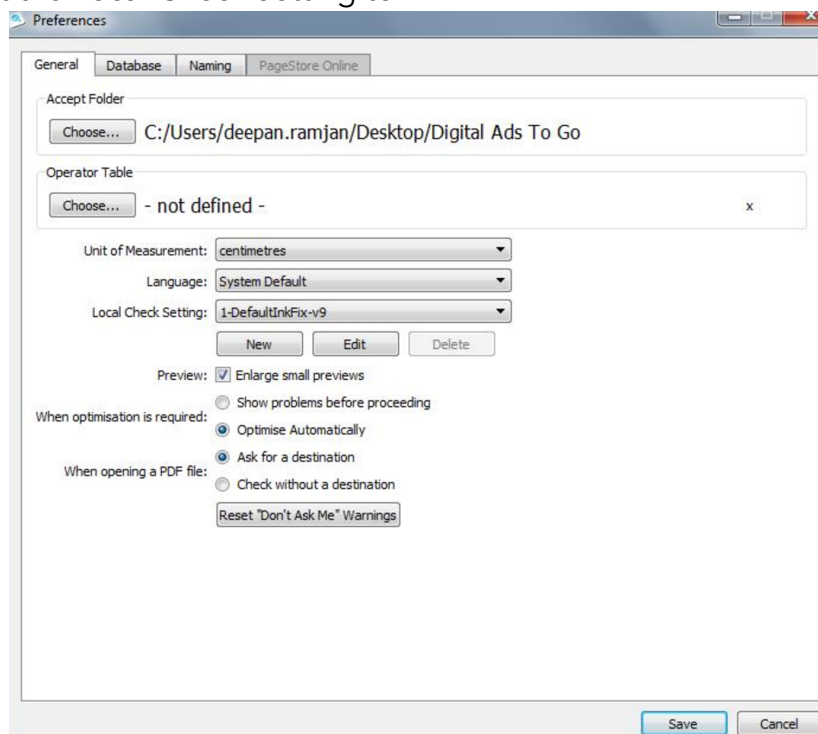 Preferences
General Database Naming PageStore Online
Accept Folder
Choose... C:/Users/deepan.ramjan/Desktop/Digital Ads To Go
Operator Table
Choose... - not defined - x
Unit of Measurement: centimetres
Language: System Default
Local Check Setting: 1-DefaultInkFix-v9
New Edit Delete
Preview: Enlarge small previews
When optimisation is required: Show problems before proceeding
Optimise Automatically
When opening a PDF file: Ask for a destination
Check without a destination
Reset "Don't Ask Me" Warnings
Save Cancel